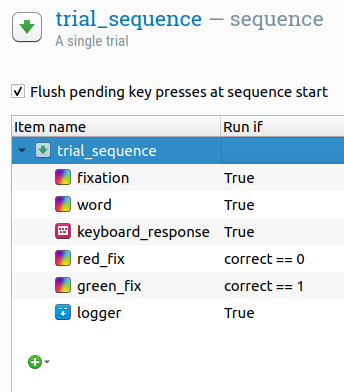 trial_sequence — sequence
A single trial
Flush pending key presses at sequence start
Item name Run if
trial_sequence
fixation True
word True
keyboard_response True
red_fix correct == 0
green_fix correct == 1
logger True